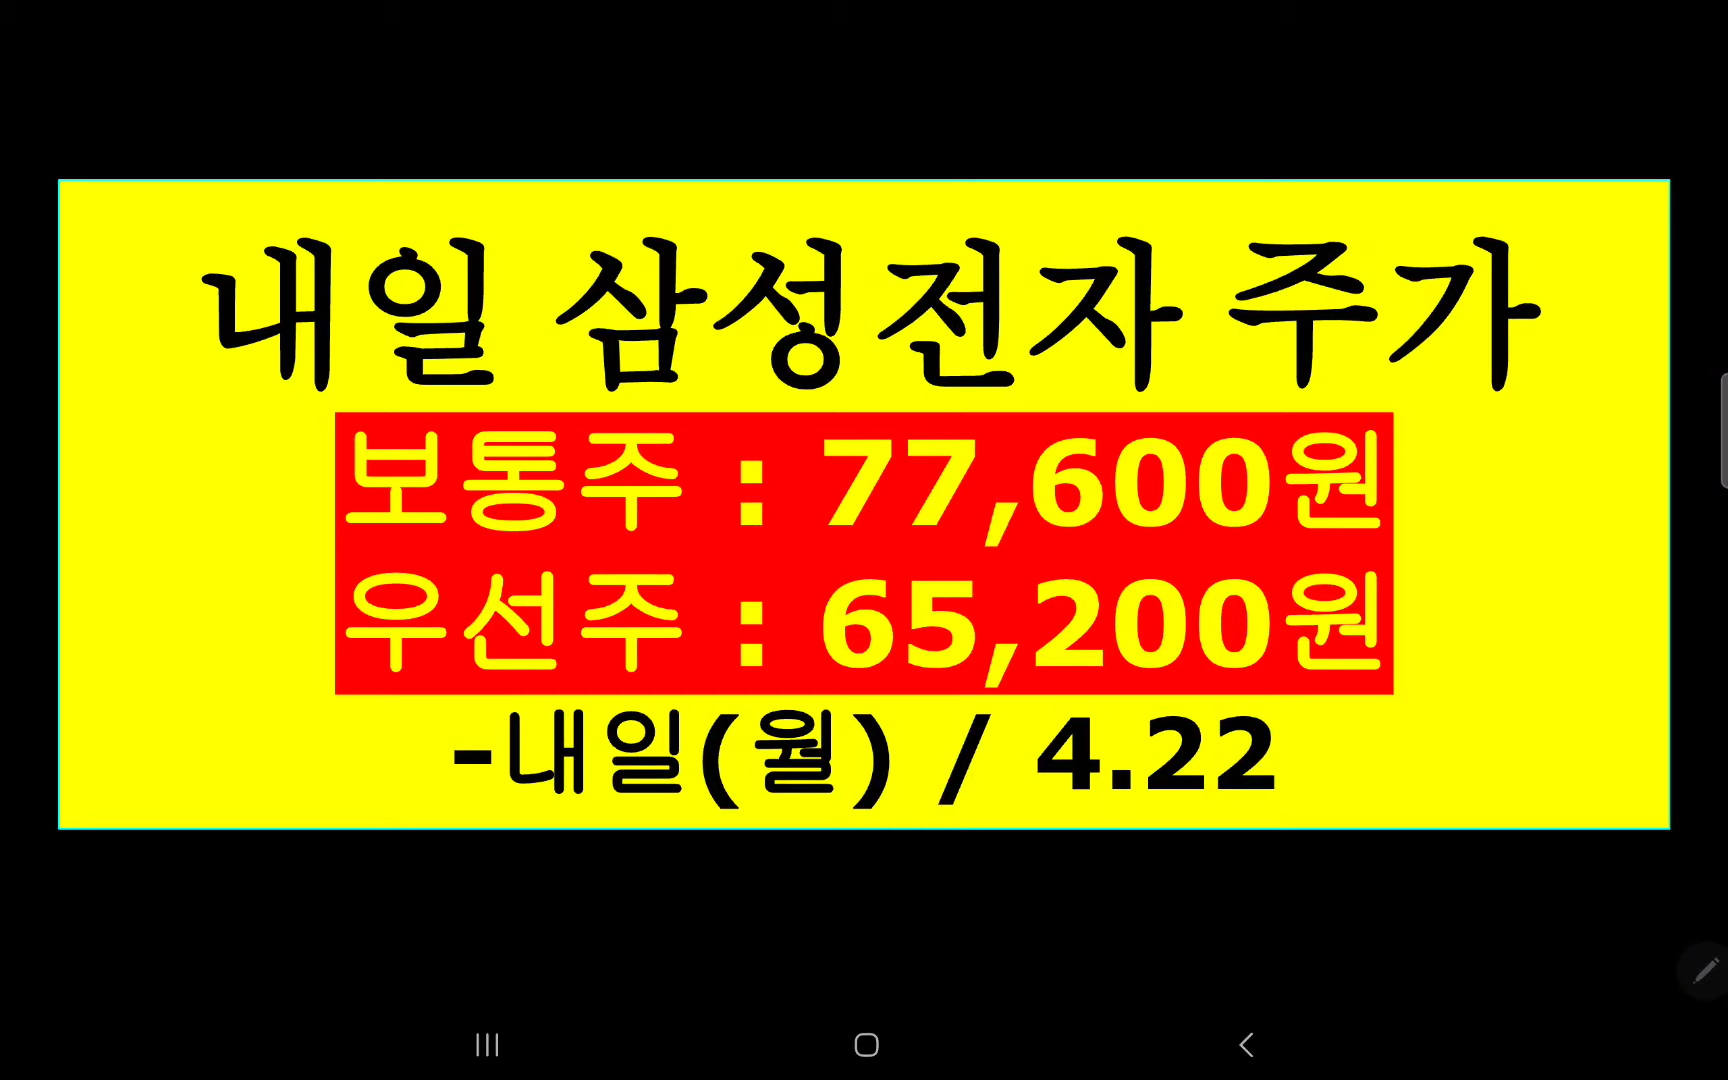 내일 삼성전자 주가
보통주 : 77,600원
우선주 : 65,200원
-내일(월) / 4.22